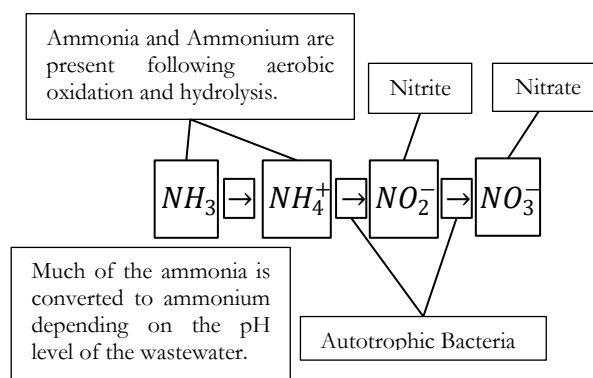 Ammonia and Ammonium are
present following aerobic
oxidation and hydrolysis.
Nitrite
Nitrate
NH₃ → NH₄⁺ → NO₂⁻ → NO₃⁻
Much of the ammonia is
converted to ammonium
depending on the pH
level of the wastewater.
Autotrophic Bacteria